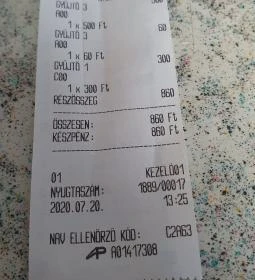 GYŰJTŐ 3
A00
1 x 500 Ft 60
GYŰJTŐ 3
A00
1 x 60 Ft 300
GYŰJTŐ 1
C00
1 x 300 Ft 860
RÉSZÖSSZEG
ÖSSZESEN: 860 Ft
KÉSZPÉNZ: 860 Ft
01 KEZELŐ01
NYUGTASZÁM: 1889/00017
2020.07.20. 13:25
NAV ELLENŐRZŐ KÓD: C2A63
AP A01417308